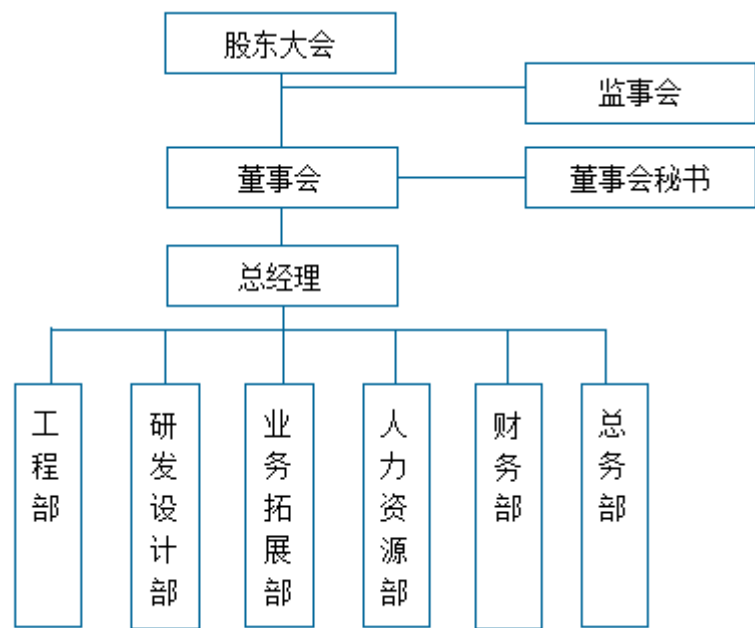 股东大会
监事会
董事会
董事会秘书
总经理
工程部
研发设计部
业务拓展部
人力资源部
财务部
总务部